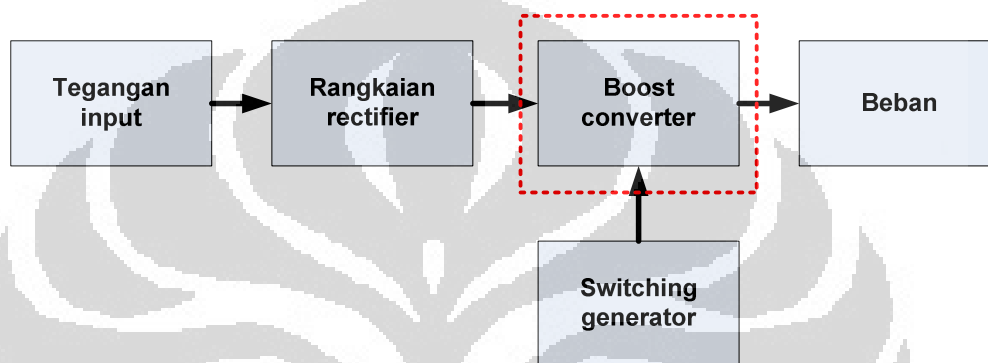 Tegangan
input
Rangkaian
rectifier
Boost
converter
Beban
Switching
generator